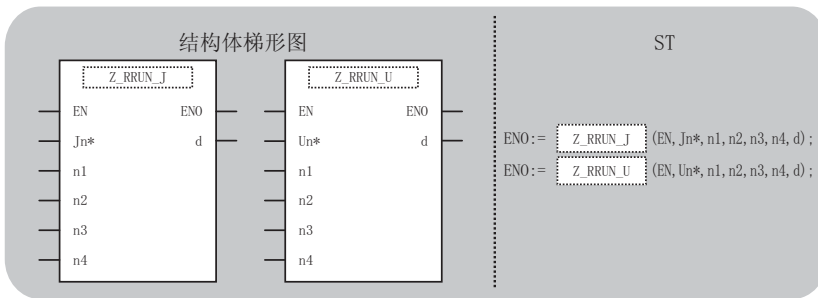 结构体梯形图
ST
Z_RRUN_J
EN ENO
Jn* d
n1
n2
n3
n4
Z_RRUN_U
EN ENO
Un* d
n1
n2
n3
n4
ENO:= Z_RRUN_J (EN,Jn*,n1,n2,n3,n4,d);
ENO:= Z_RRUN_U (EN,Un*,n1,n2,n3,n4,d);